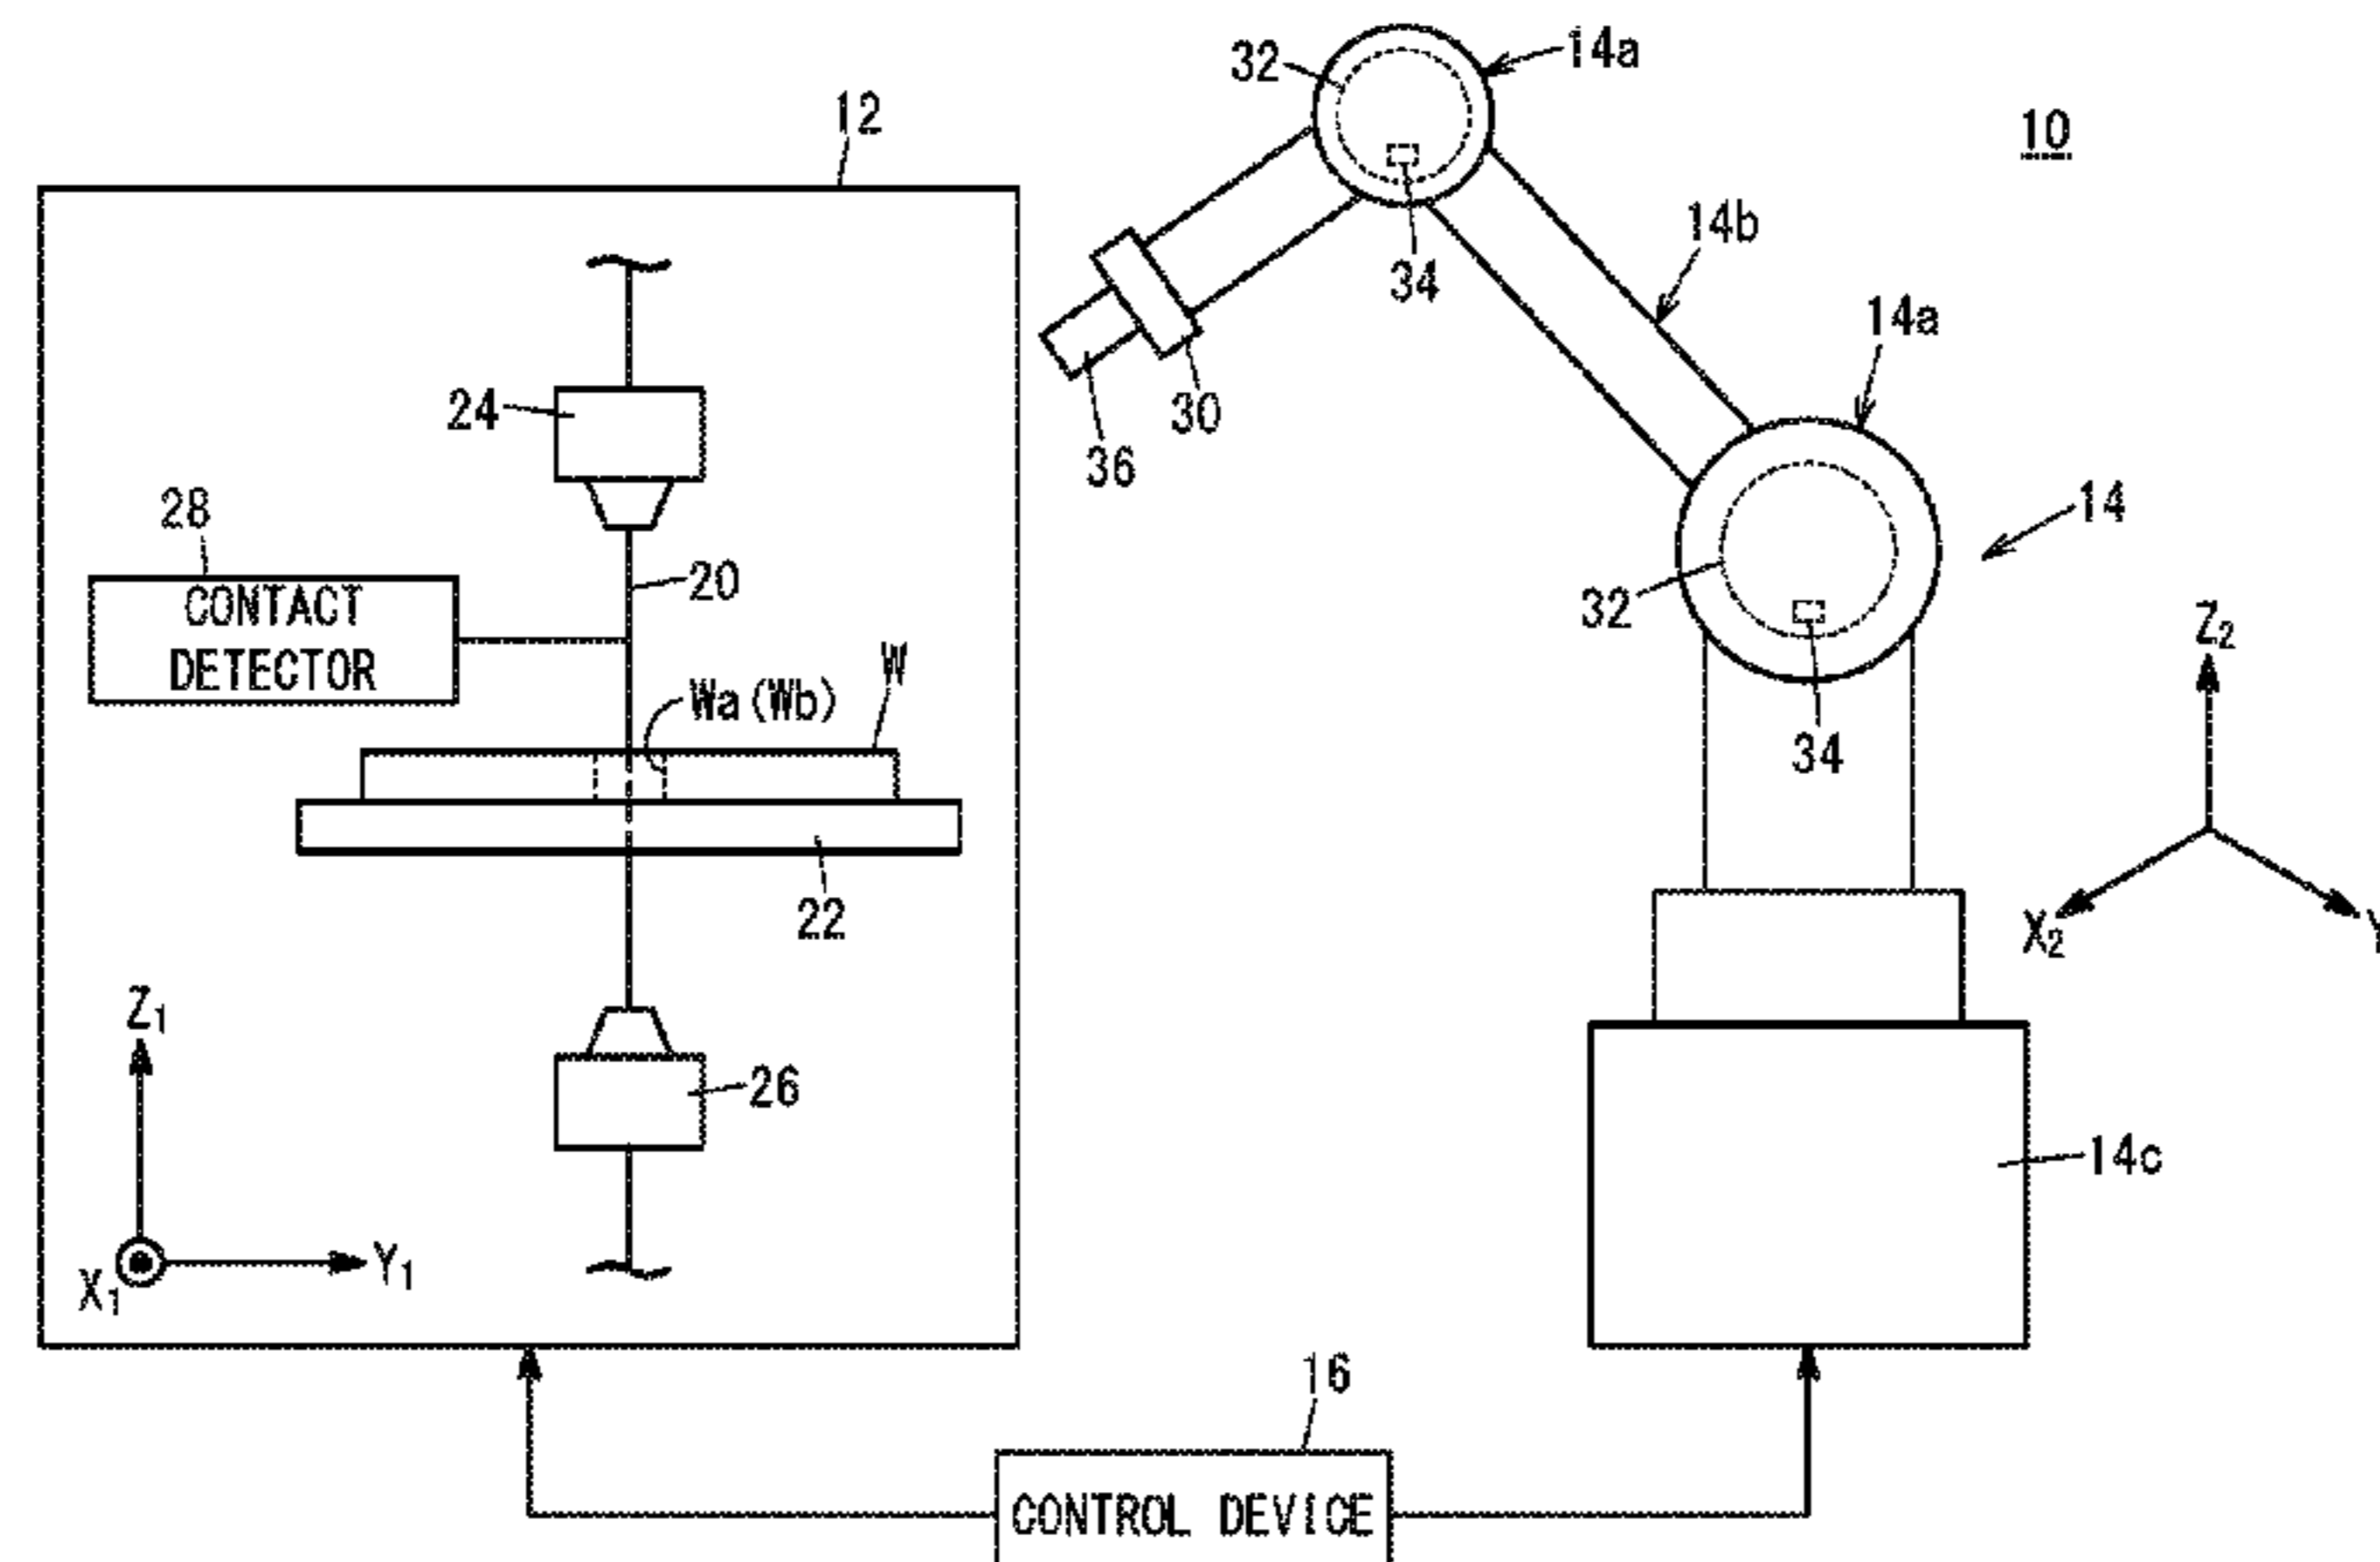 32
14a
10
12
14b
34
14a
24
30
36
14
28
CONTACT
DETECTOR
20
32
Z2
W
Wa(Wb)
34
22
X2
Y
Z1
26
14c
X1
Y1
16
CONTROL DEVICE